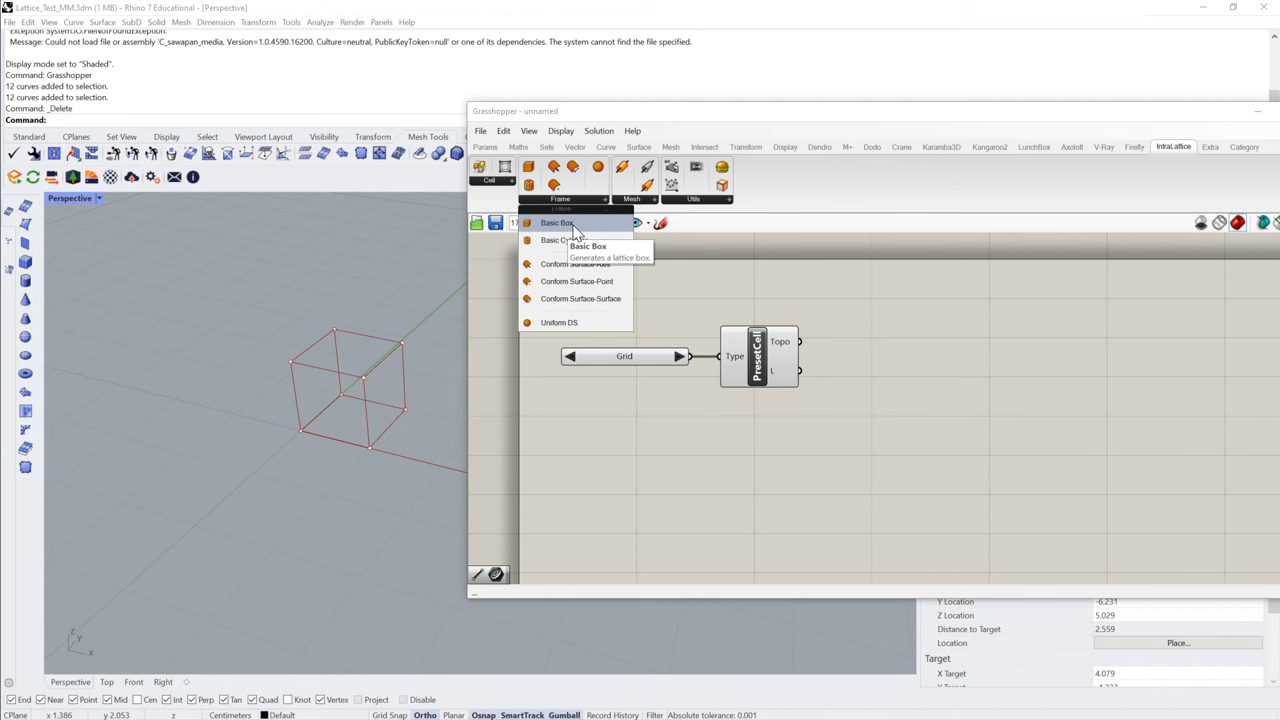 Lattice_Test_MM.3dm (1 MB) - Rhino 7 Educational - [Perspective]
File Edit View Curve Surface SubD Solid Mesh Dimension Transform Tools Analyze Render Panels Help
Exception System.IO.FileNotFoundException:
Message: Could not load file or assembly 'C_sawapan_media, Version=1.0.4590.16200, Culture=neutral, PublicKeyToken=null' or one of its dependencies. The system cannot find the file specified.
Display mode set to "Shaded".
Command: Grasshopper
12 curves added to selection.
12 curves added to selection.
Command: _Delete
Command:
Standard CPlanes Set View Display Select Viewport Layout Visibility Transform Mesh Tools
Perspective
Grasshopper - unnamed
File Edit View Display Solution Help
Params Maths Sets Vector Curve Surface Mesh Intersect Transform Display Dendro M+ Dodo Crane Karamba3D Kangaroo2 LunchBox Axolotl V-Ray Firefly IntraLattice Extra Category
Cell Frame Mesh Utils
17
Basic Box
Basic C
Basic Box
Generates a lattice box.
Conform Surface-Axis
Conform Surface-Point
Conform Surface-Surface
Uniform DS
Grid
Type
PresetCell
Topo
L
...
z
y
x
Y Location -6.231
Z Location 5.029
Distance to Target 2.559
Location Place...
Target
X Target 4.079
Perspective Top Front Right
End Near Point Mid Cen Int Perp Tan Quad Knot Vertex Project Disable
CPlane x 1.386 y 2.053 z Centimeters Default Grid Snap Ortho Planar Osnap SmartTrack Gumball Record History Filter Absolute tolerance: 0.001